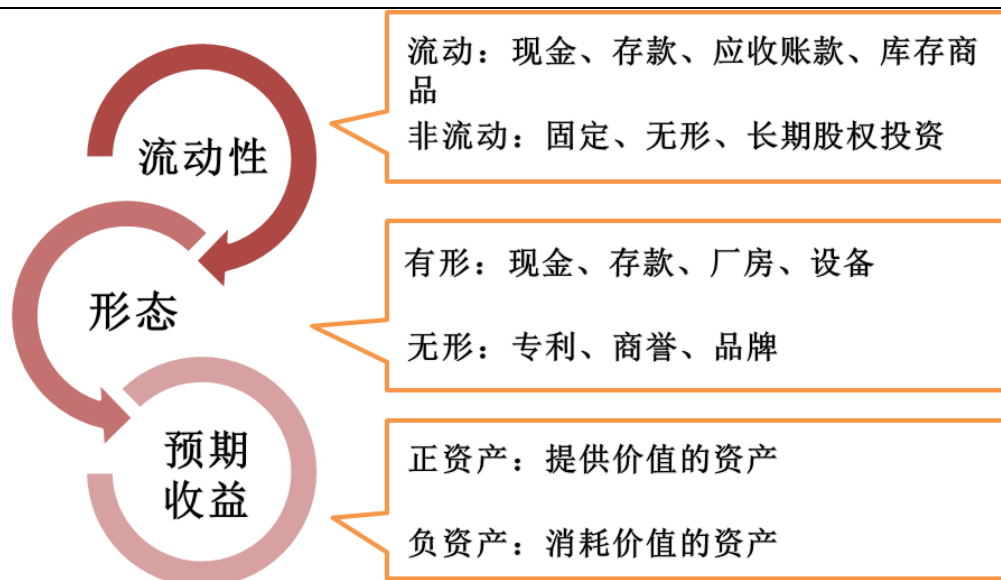 流动性
流动：现金、存款、应收账款、库存商
品
非流动：固定、无形、长期股权投资
形态
有形：现金、存款、厂房、设备
无形：专利、商誉、品牌
预期
收益
正资产：提供价值的资产
负资产：消耗价值的资产